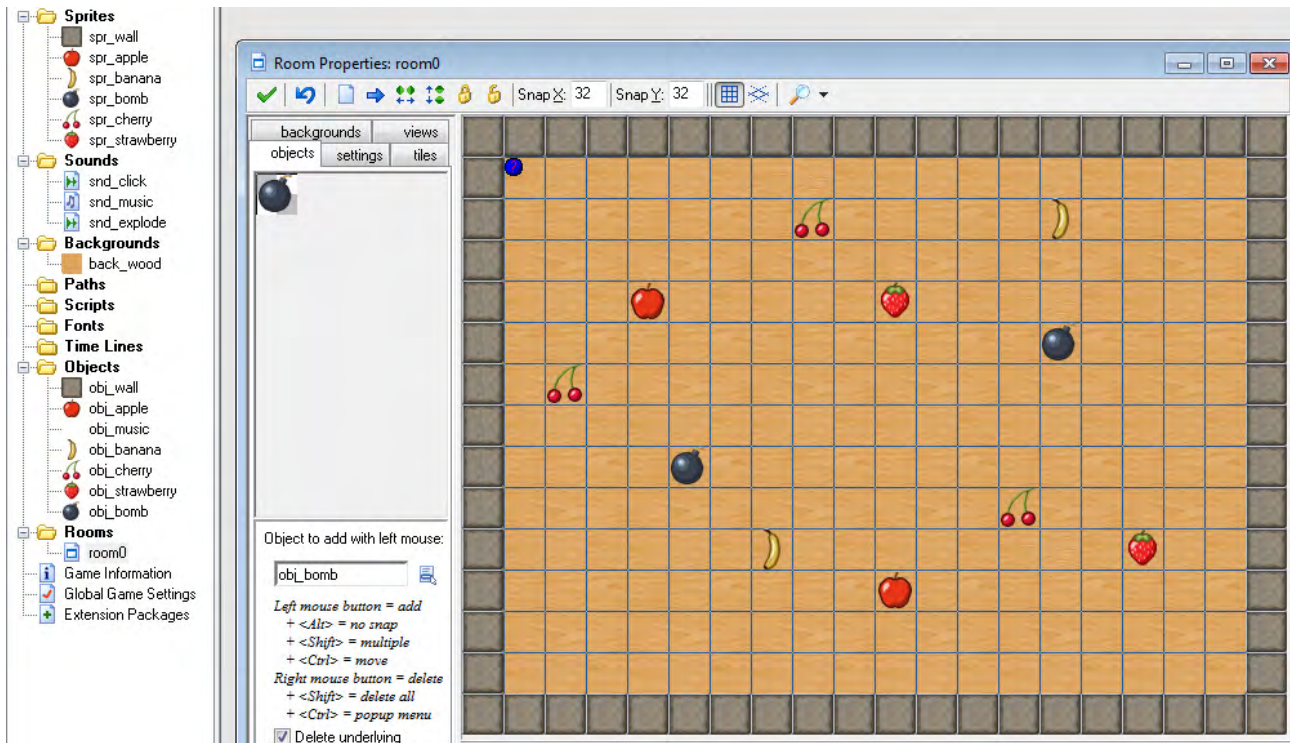 Sprites
spr_wall
spr_apple
spr_banana
spr_bomb
spr_cherry
spr_strawberry
Sounds
snd_click
snd_music
snd_explode
Backgrounds
back_wood
Paths
Scripts
Fonts
Time Lines
Objects
obj_wall
obj_apple
obj_music
obj_banana
obj_cherry
obj_strawberry
obj_bomb
Rooms
room0
Game Information
Global Game Settings
Extension Packages
Room Properties: room0
Snap X: 32 Snap Y: 32
backgrounds views
objects settings tiles
?
Object to add with left mouse:
obj_bomb
Left mouse button = add
+ <Alt> = no snap
+ <Shift> = multiple
+ <Ctrl> = move
Right mouse button = delete
+ <Shift> = delete all
+ <Ctrl> = popup menu
Delete underlying